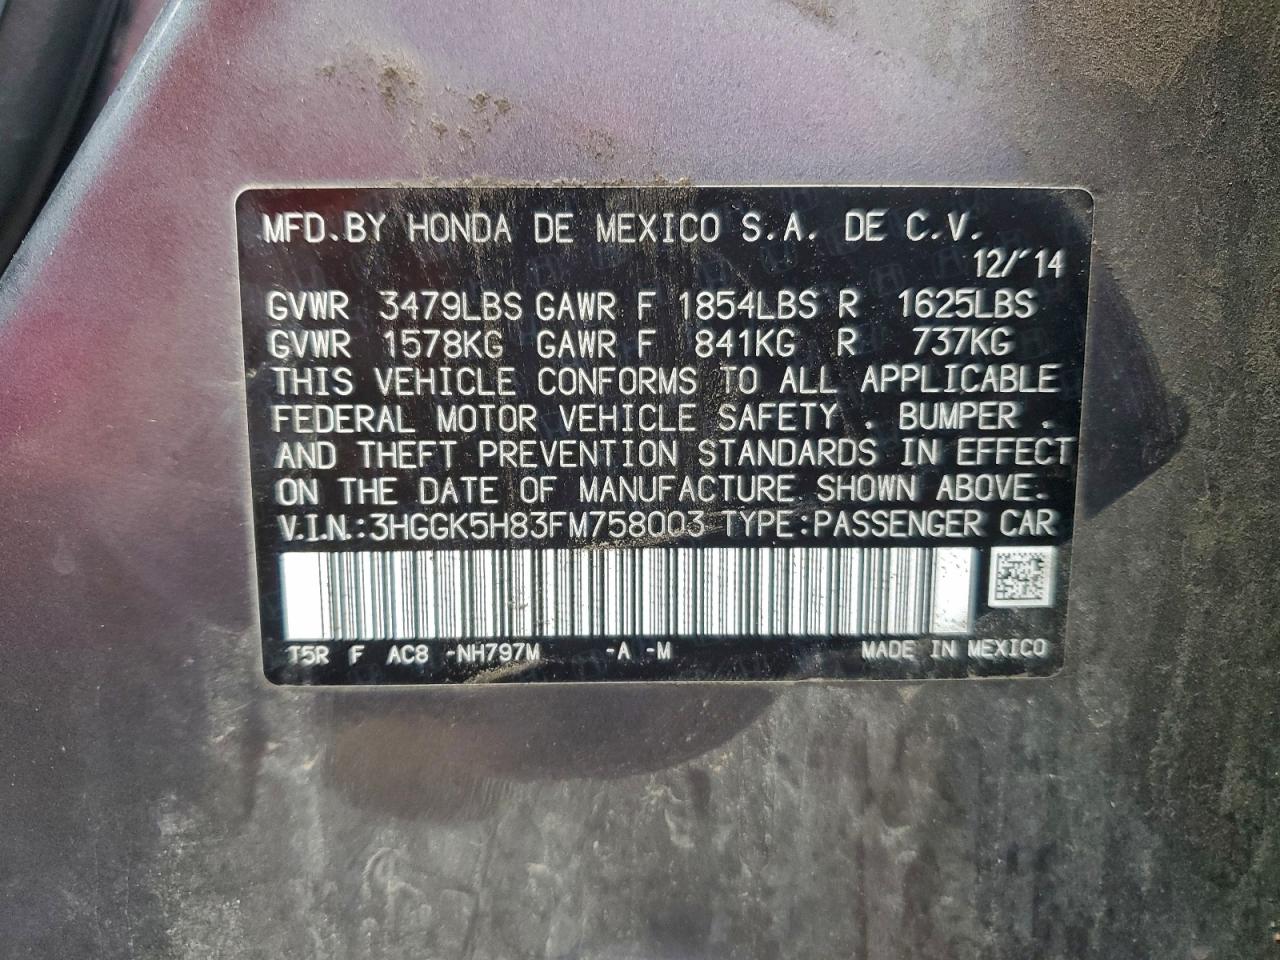 MFD. BY HONDA DE MEXICO S.A. DE C.V.
12/'14
GVWR 3479LBS GAWR F 1854LBS R 1625LBS
GVWR 1578KG GAWR F 841KG R 737KG
THIS VEHICLE CONFORMS TO ALL APPLICABLE
FEDERAL MOTOR VEHICLE SAFETY . BUMPER .
AND THEFT PREVENTION STANDARDS IN EFFECT
ON THE DATE OF MANUFACTURE SHOWN ABOVE.
V.I.N.:3HGGK5H83FM758003 TYPE:PASSENGER CAR
T5R F AC8 -NH797M -A -M MADE IN MEXICO